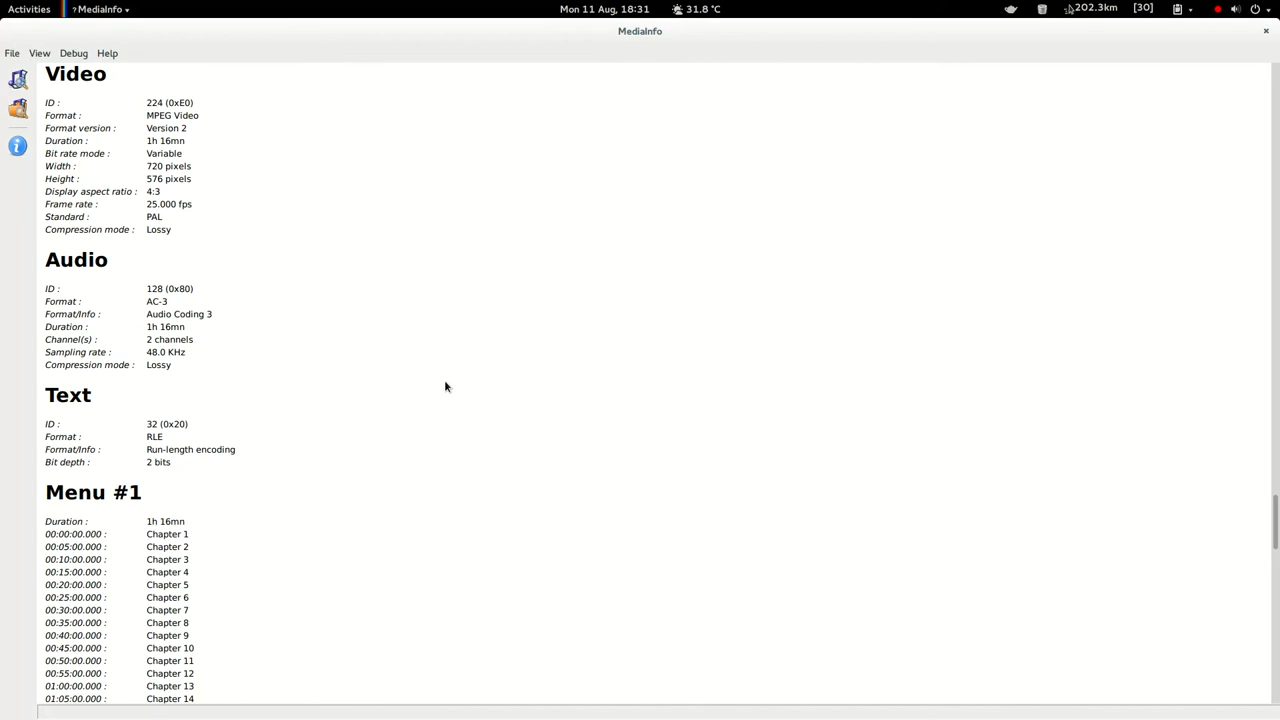 Activities MediaInfo Mon 11 Aug, 18:31 31.8 °C 202.3km [30]
MediaInfo
File View Debug Help
Video
ID : 224 (0xE0)
Format : MPEG Video
Format version : Version 2
Duration : 1h 16mn
Bit rate mode : Variable
Width : 720 pixels
Height : 576 pixels
Display aspect ratio : 4:3
Frame rate : 25.000 fps
Standard : PAL
Compression mode : Lossy
Audio
ID : 128 (0x80)
Format : AC-3
Format/Info : Audio Coding 3
Duration : 1h 16mn
Channel(s) : 2 channels
Sampling rate : 48.0 KHz
Compression mode : Lossy
Text
ID : 32 (0x20)
Format : RLE
Format/Info : Run-length encoding
Bit depth : 2 bits
Menu #1
Duration : 1h 16mn
00:00:00.000 : Chapter 1
00:05:00.000 : Chapter 2
00:10:00.000 : Chapter 3
00:15:00.000 : Chapter 4
00:20:00.000 : Chapter 5
00:25:00.000 : Chapter 6
00:30:00.000 : Chapter 7
00:35:00.000 : Chapter 8
00:40:00.000 : Chapter 9
00:45:00.000 : Chapter 10
00:50:00.000 : Chapter 11
00:55:00.000 : Chapter 12
01:00:00.000 : Chapter 13
01:05:00.000 : Chapter 14